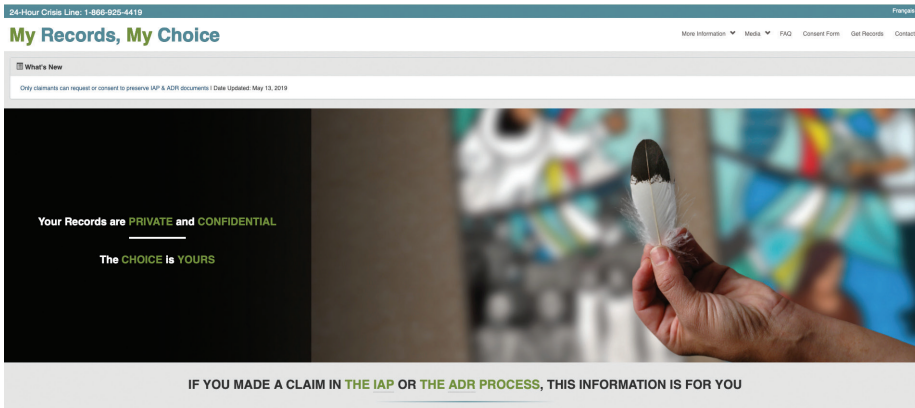 24-Hour Crisis Line: 1-866-925-4419 Français
My Records, My Choice
More Information Media FAQ Consent Form Get Records Contact
What's New
Only claimants can request or consent to preserve IAP & ADR documents I Date Updated: May 13, 2019
Your Records are PRIVATE and CONFIDENTIAL
The CHOICE is YOURS
IF YOU MADE A CLAIM IN THE IAP OR THE ADR PROCESS, THIS INFORMATION IS FOR YOU